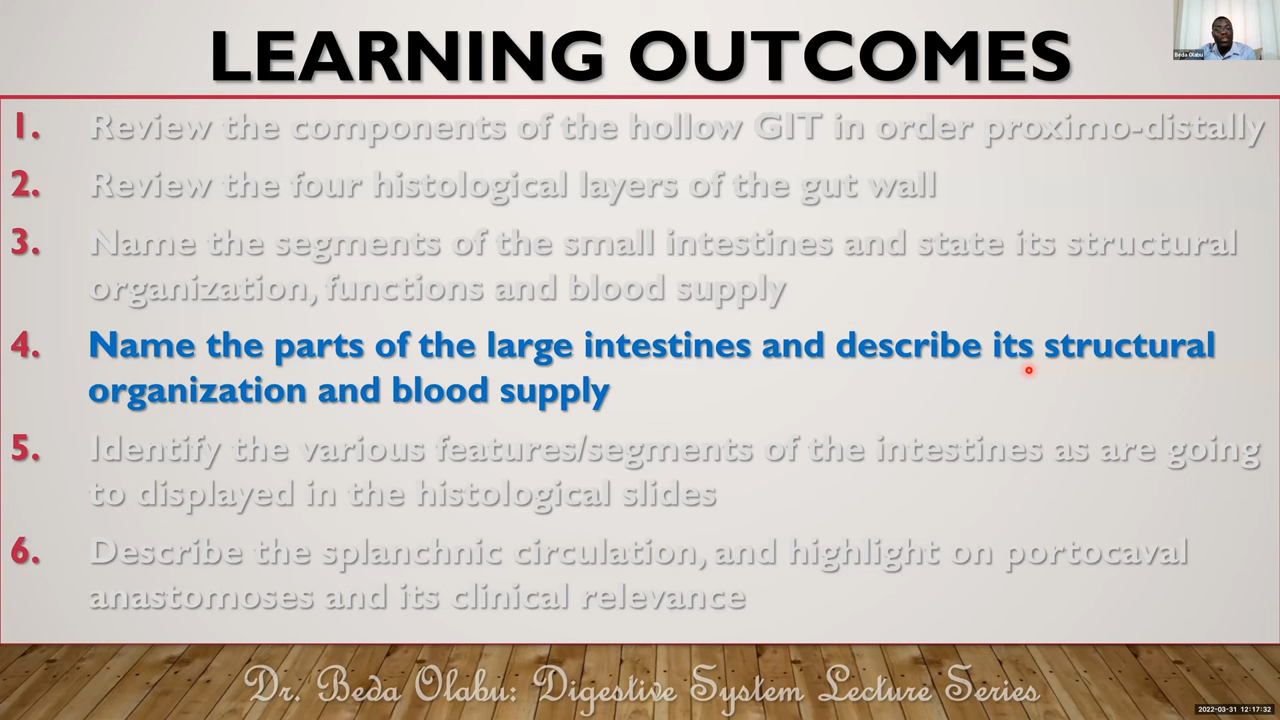 LEARNING OUTCOMES
Beda Olabu
1. Review the components of the hollow GIT in order proximo-distally
2. Review the four histological layers of the gut wall
3. Name the segments of the small intestines and state its structural
organization, functions and blood supply
4. Name the parts of the large intestines and describe its structural
organization and blood supply
5. Identify the various features/segments of the intestines as are going
to displayed in the histological slides
6. Describe the splanchnic circulation, and highlight on portocaval
anastomoses and its clinical relevance
Dr. Beda Olabu: Digestive System Lecture Series
2022-03-31 12:17:32